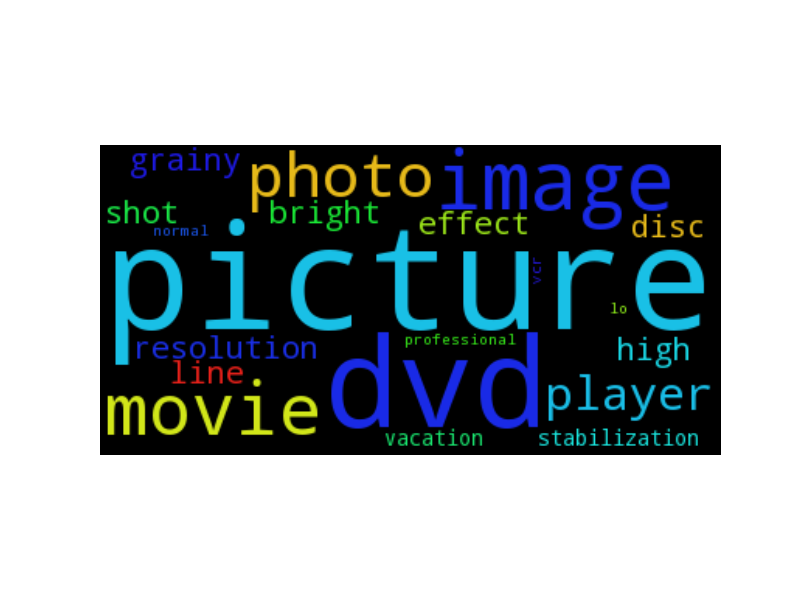 grainy
photo
image
shot
bright
effect
disc
normal
picture
vcr
lo
resolution
professional
high
line
dvd
movie
player
vacation
stabilization